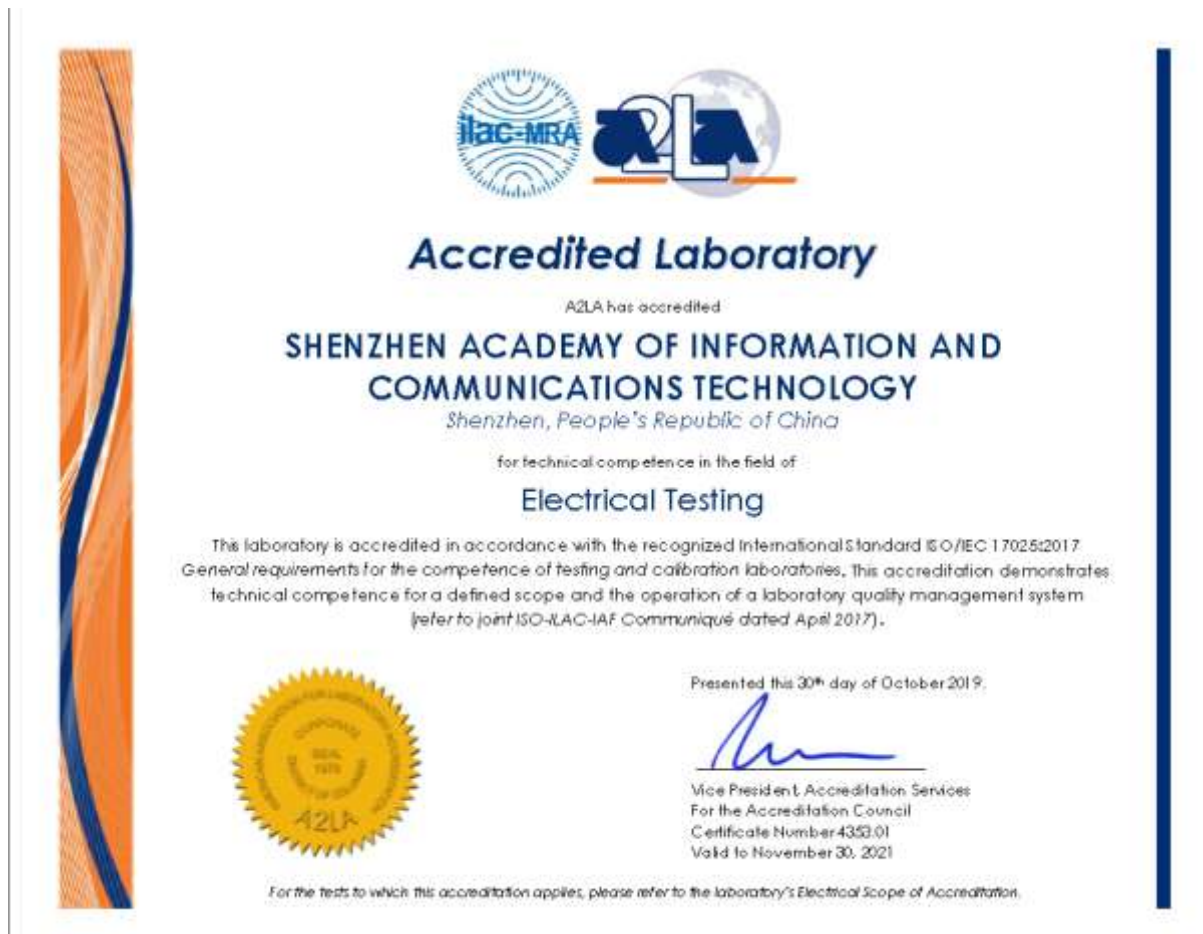 ilac-MRA
a2La
Accredited Laboratory
A2LA has accredited
SHENZHEN ACADEMY OF INFORMATION AND
COMMUNICATIONS TECHNOLOGY
Shenzhen, People's Republic of China
for technical competence in the field of
Electrical Testing
This laboratory is accredited in accordance with the recognized International Standard ISO/IEC 17025:2017
General requirements for the competence of testing and calibration laboratories. This accreditation demonstrates
technical competence for a defined scope and the operation of a laboratory quality management system
(refer to joint ISO-ILAC-IAF Communiqué dated April 2017).
Presented this 30th day of October 2019.
Vice President, Accreditation Services
For the Accreditation Council
Certificate Number 4353.01
Valid to November 30, 2021
CORPORATE
SEAL
A2LA
For the tests to which this accreditation applies, please refer to the laboratory's Electrical Scope of Accreditation.